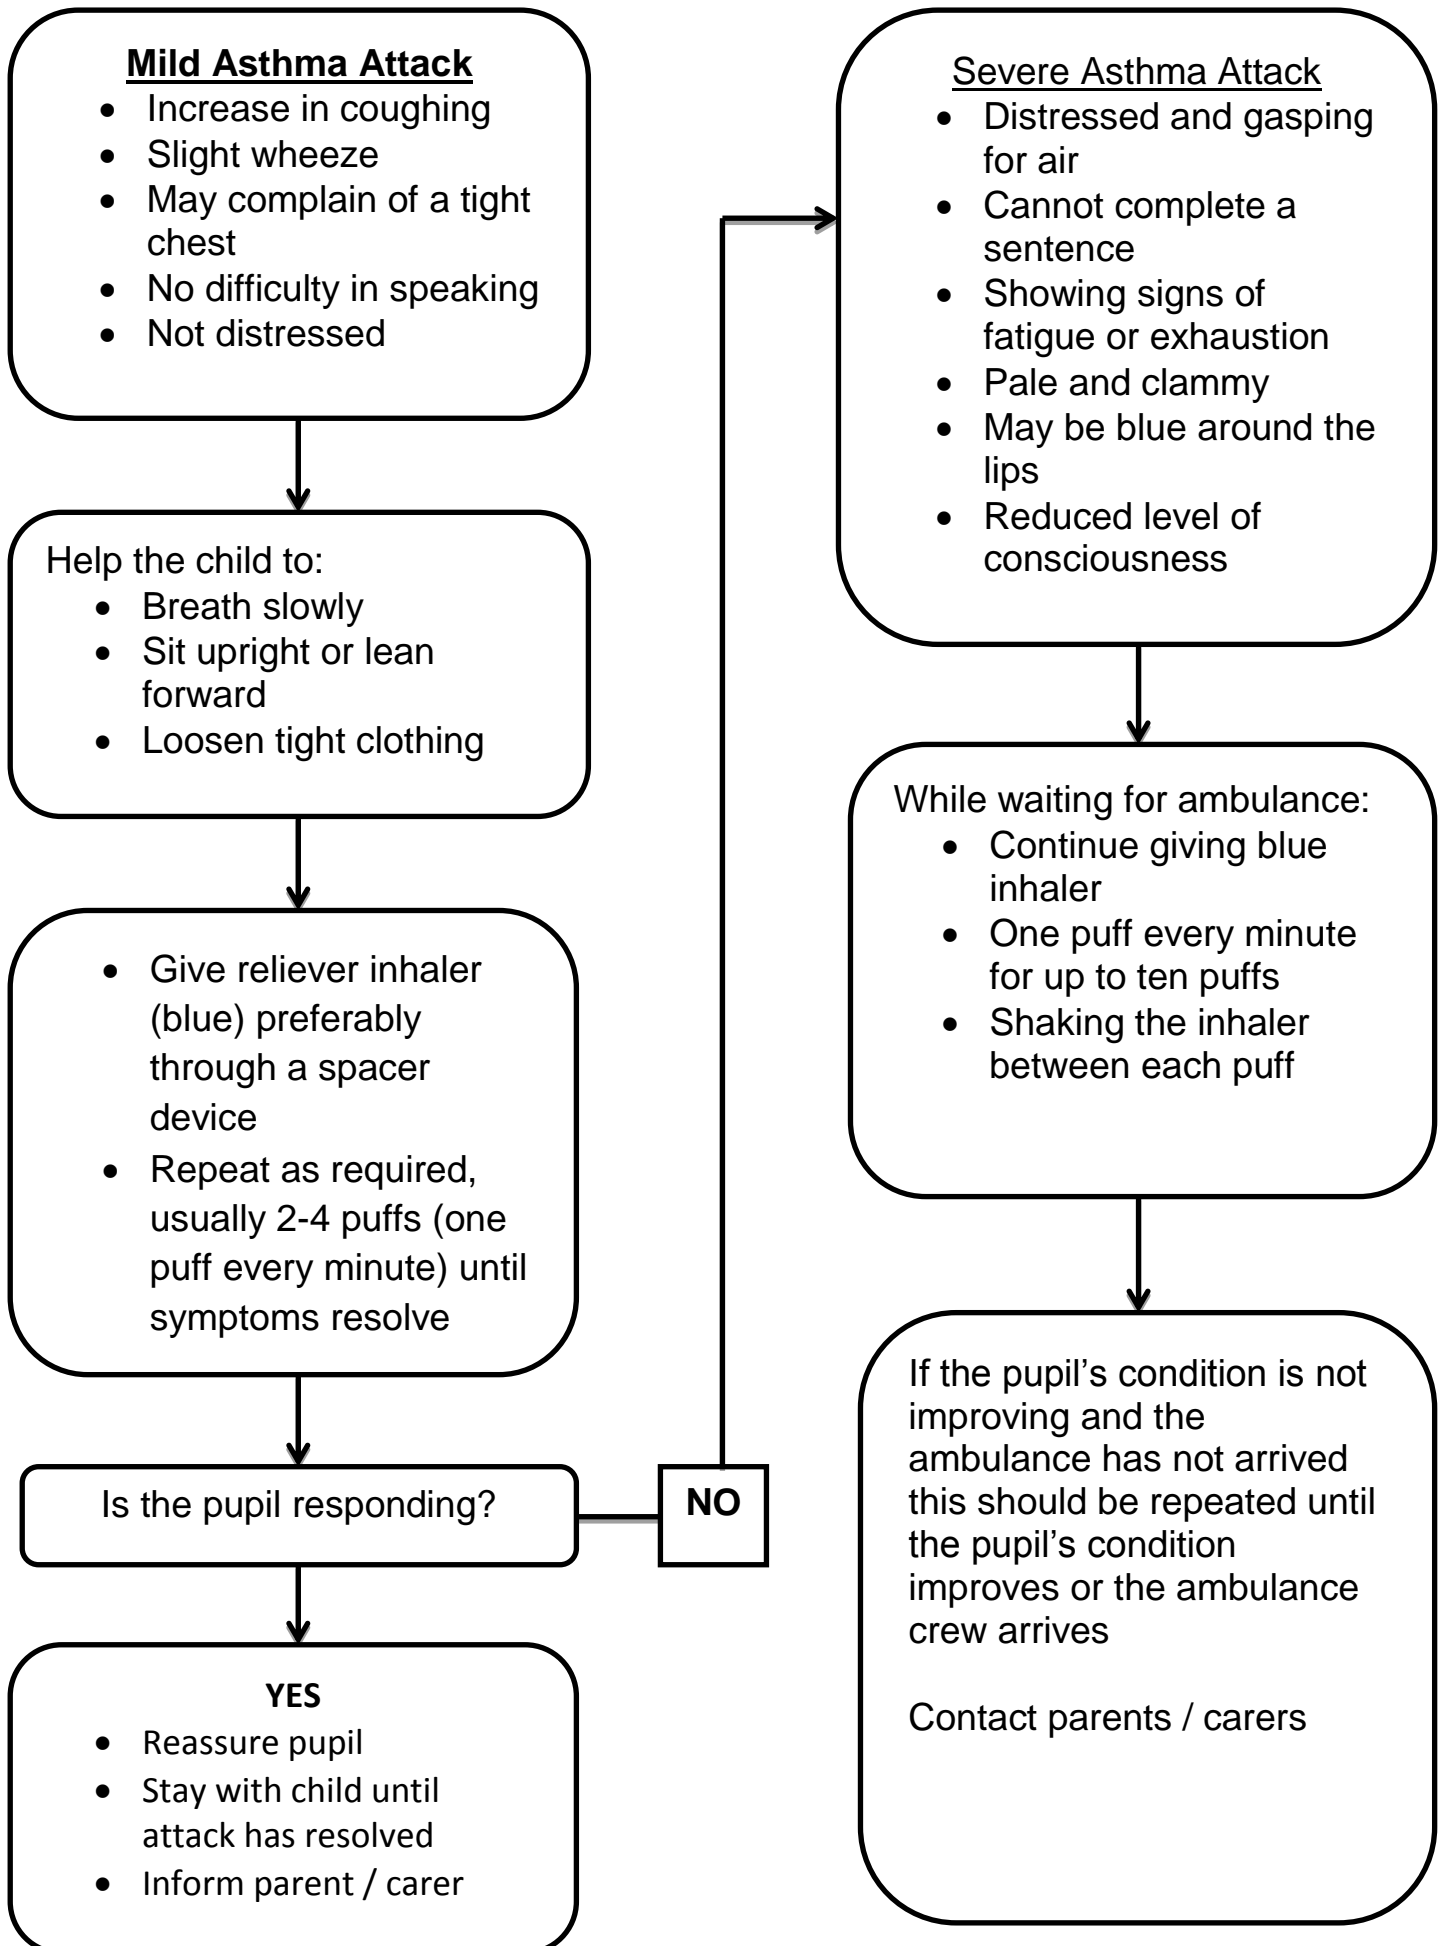 Mild Asthma Attack
• Increase in coughing
• Slight wheeze
• May complain of a tight
chest
• No difficulty in speaking
• Not distressed
Help the child to:
• Breath slowly
• Sit upright or lean
forward
• Loosen tight clothing
• Give reliever inhaler
(blue) preferably
through a spacer
device
• Repeat as required,
usually 2-4 puffs (one
puff every minute) until
symptoms resolve
Is the pupil responding?
NO
YES
• Reassure pupil
• Stay with child until
attack has resolved
• Inform parent / carer
Severe Asthma Attack
• Distressed and gasping
for air
• Cannot complete a
sentence
• Showing signs of
fatigue or exhaustion
• Pale and clammy
• May be blue around the
lips
• Reduced level of
consciousness
While waiting for ambulance:
• Continue giving blue
inhaler
• One puff every minute
for up to ten puffs
• Shaking the inhaler
between each puff
If the pupil’s condition is not
improving and the
ambulance has not arrived
this should be repeated until
the pupil’s condition
improves or the ambulance
crew arrives
Contact parents / carers